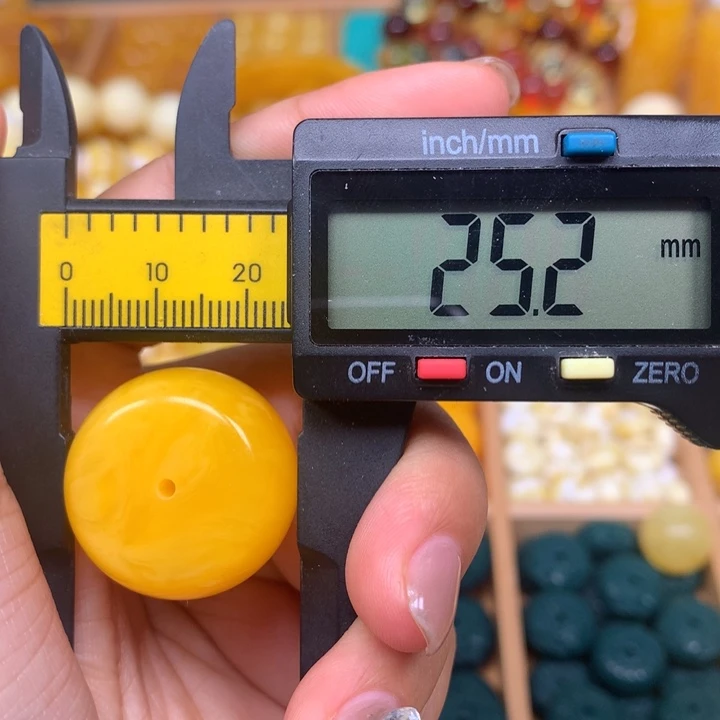 inch/mm
25.2 mm
0 10 20
OFF ON ZERO